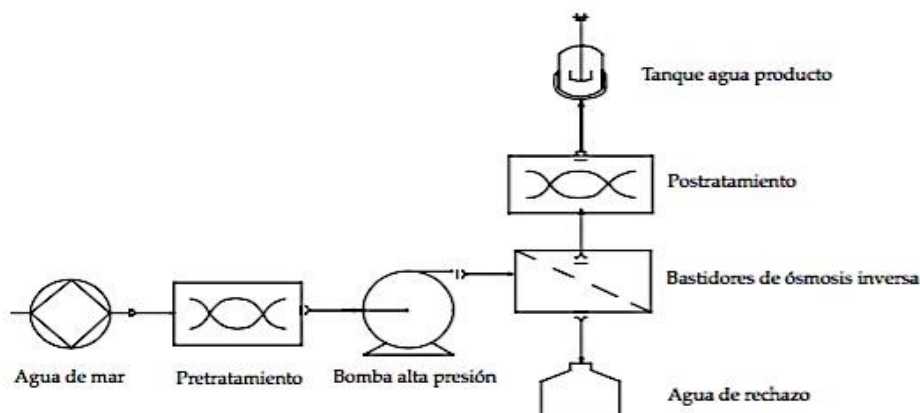 Tanque agua producto
Postratamiento
Bastidores de ósmosis inversa
Agua de mar
Pretratamiento
Bomba alta presión
Agua de rechazo